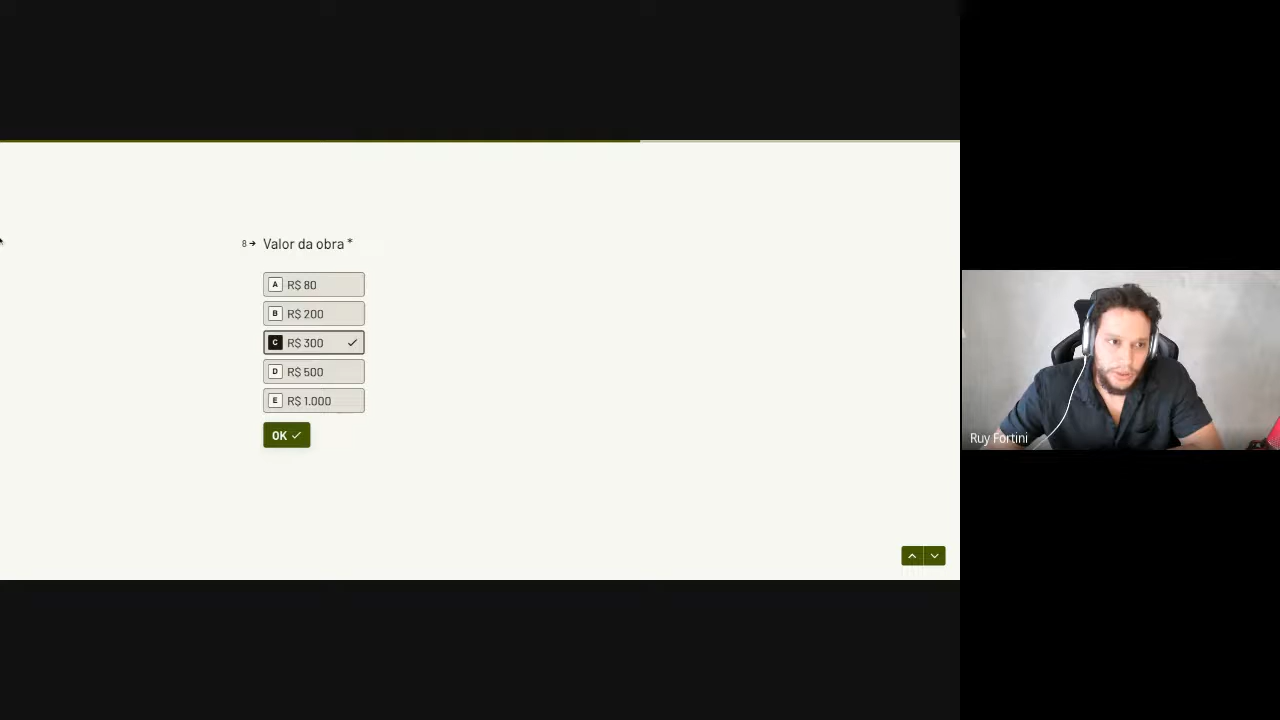 8 → Valor da obra *
A R$ 80
B R$ 200
C R$ 300
D R$ 500
E R$ 1.000
OK
Ruy Fortini